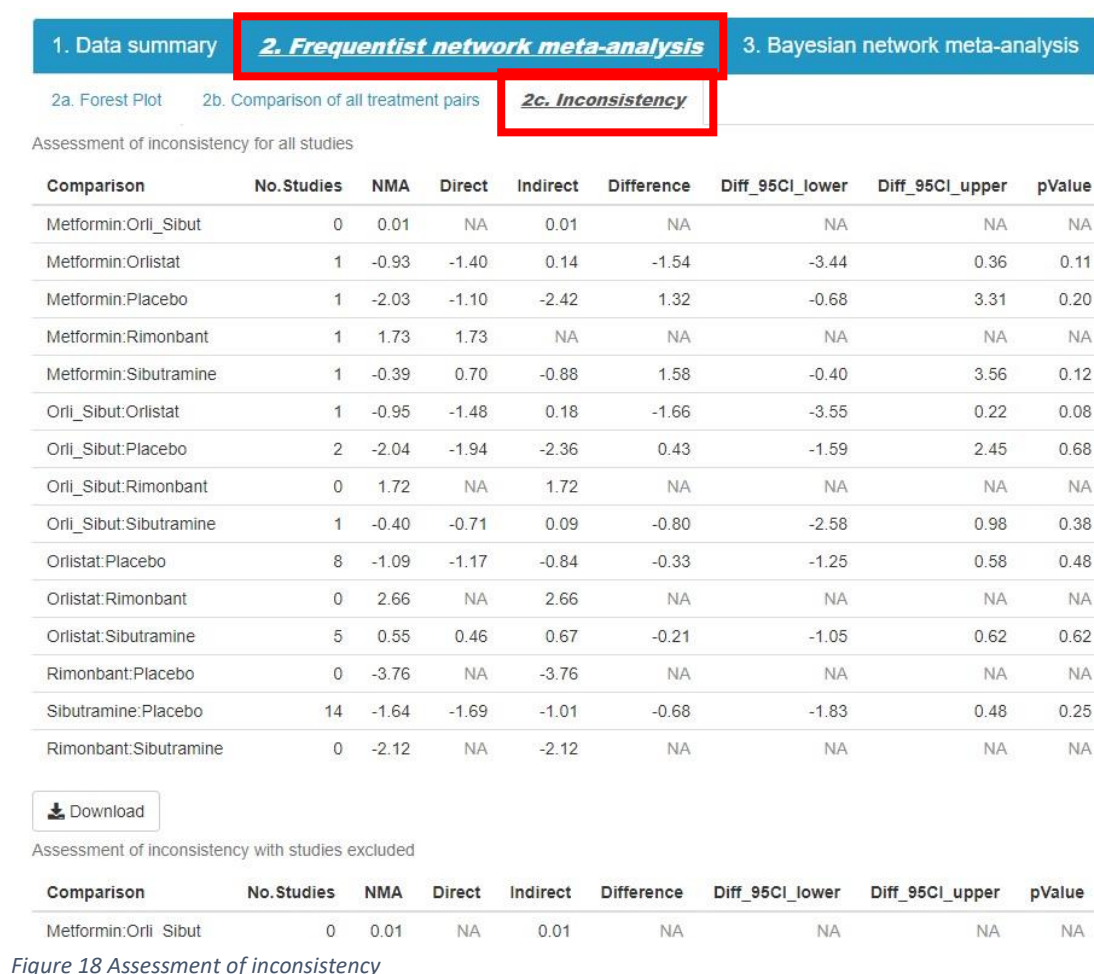 1. Data summary 2. Frequentist network meta-analysis 3. Bayesian network meta-analysis
2a. Forest Plot 2b. Comparison of all treatment pairs 2c. Inconsistency
Assessment of inconsistency for all studies
Comparison No.Studies NMA Direct Indirect Difference Diff_95CI_lower Diff_95CI_upper pValue
Metformin:Orli_Sibut 0 0.01 NA 0.01 NA NA NA NA
Metformin:Orlistat 1 -0.93 -1.40 0.14 -1.54 -3.44 0.36 0.11
Metformin:Placebo 1 -2.03 -1.10 -2.42 1.32 -0.68 3.31 0.20
Metformin:Rimonbant 1 1.73 1.73 NA NA NA NA NA
Metformin:Sibutramine 1 -0.39 0.70 -0.88 1.58 -0.40 3.56 0.12
Orli_Sibut:Orlistat 1 -0.95 -1.48 0.18 -1.66 -3.55 0.22 0.08
Orli_Sibut:Placebo 2 -2.04 -1.94 -2.36 0.43 -1.59 2.45 0.68
Orli_Sibut:Rimonbant 0 1.72 NA 1.72 NA NA NA NA
Orli_Sibut:Sibutramine 1 -0.40 -0.71 0.09 -0.80 -2.58 0.98 0.38
Orlistat:Placebo 8 -1.09 -1.17 -0.84 -0.33 -1.25 0.58 0.48
Orlistat:Rimonbant 0 2.66 NA 2.66 NA NA NA NA
Orlistat:Sibutramine 5 0.55 0.46 0.67 -0.21 -1.05 0.62 0.62
Rimonbant:Placebo 0 -3.76 NA -3.76 NA NA NA NA
Sibutramine:Placebo 14 -1.64 -1.69 -1.01 -0.68 -1.83 0.48 0.25
Rimonbant:Sibutramine 0 -2.12 NA -2.12 NA NA NA NA
Download
Assessment of inconsistency with studies excluded
Comparison No.Studies NMA Direct Indirect Difference Diff_95CI_lower Diff_95CI_upper pValue
Metformin:Orli Sibut 0 0.01 NA 0.01 NA NA NA NA
Figure 18 Assessment of inconsistency